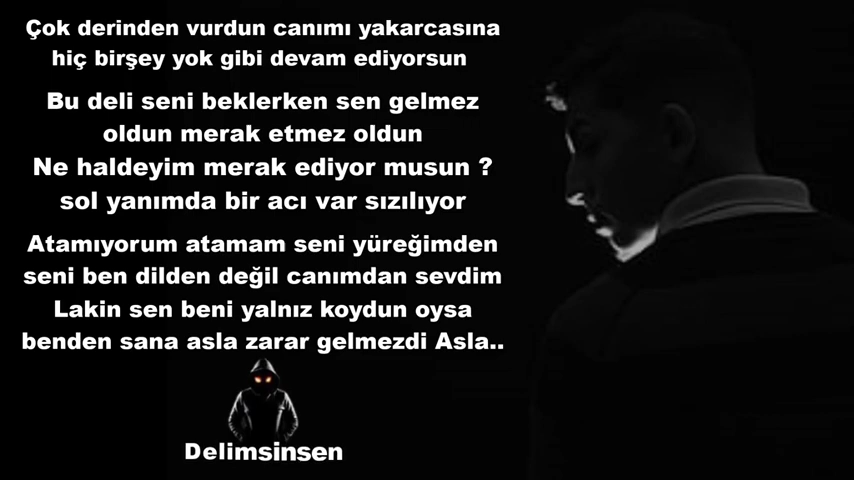 Çok derinden vurdun canımı yakarcasına
hiç birşey yok gibi devam ediyorsun
Bu deli seni beklerken sen gelmez
oldun merak etmez oldun
Ne haldeyim merak ediyor musun ?
sol yanımda bir acı var sızılıyor
Atamıyorum atamam seni yüreğimden
seni ben dilden değil canımdan sevdim
Lakin sen beni yalnız koydun oysa
benden sana asla zarar gelmezdi Asla..
Delimsinsen